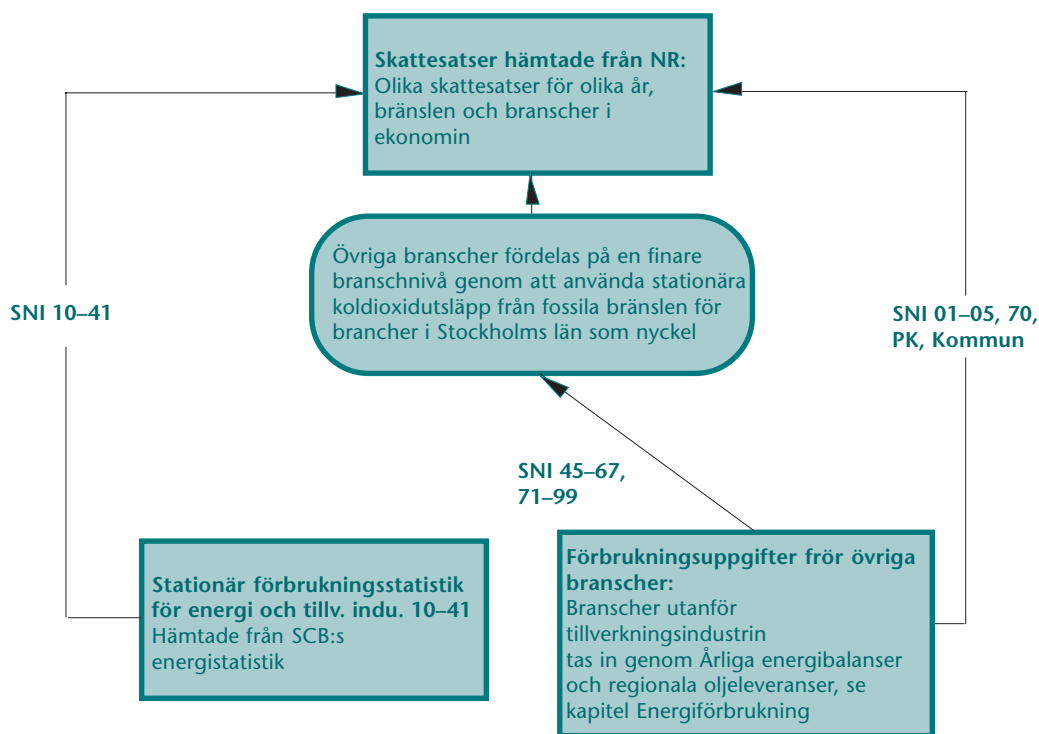 Skattesatser hämtade från NR:
Olika skattesatser för olika år,
bränslen och branscher i
ekonomin
Övriga branscher fördelas på en finare
branschnivå genom att använda stationära
koldioxidutsläpp från fossila bränslen för
brancher i Stockholms län som nyckel
SNI 10–41
SNI 01–05, 70,
PK, Kommun
SNI 45–67,
71–99
Stationär förbrukningsstatistik
för energi och tillv. indu. 10–41
Hämtade från SCB:s
energistatistik
Förbrukningsuppgifter frör övriga
branscher:
Branscher utanför
tillverkningsindustrin
tas in genom Årliga energibalanser
och regionala oljeleveranser, se
kapitel Energiförbrukning